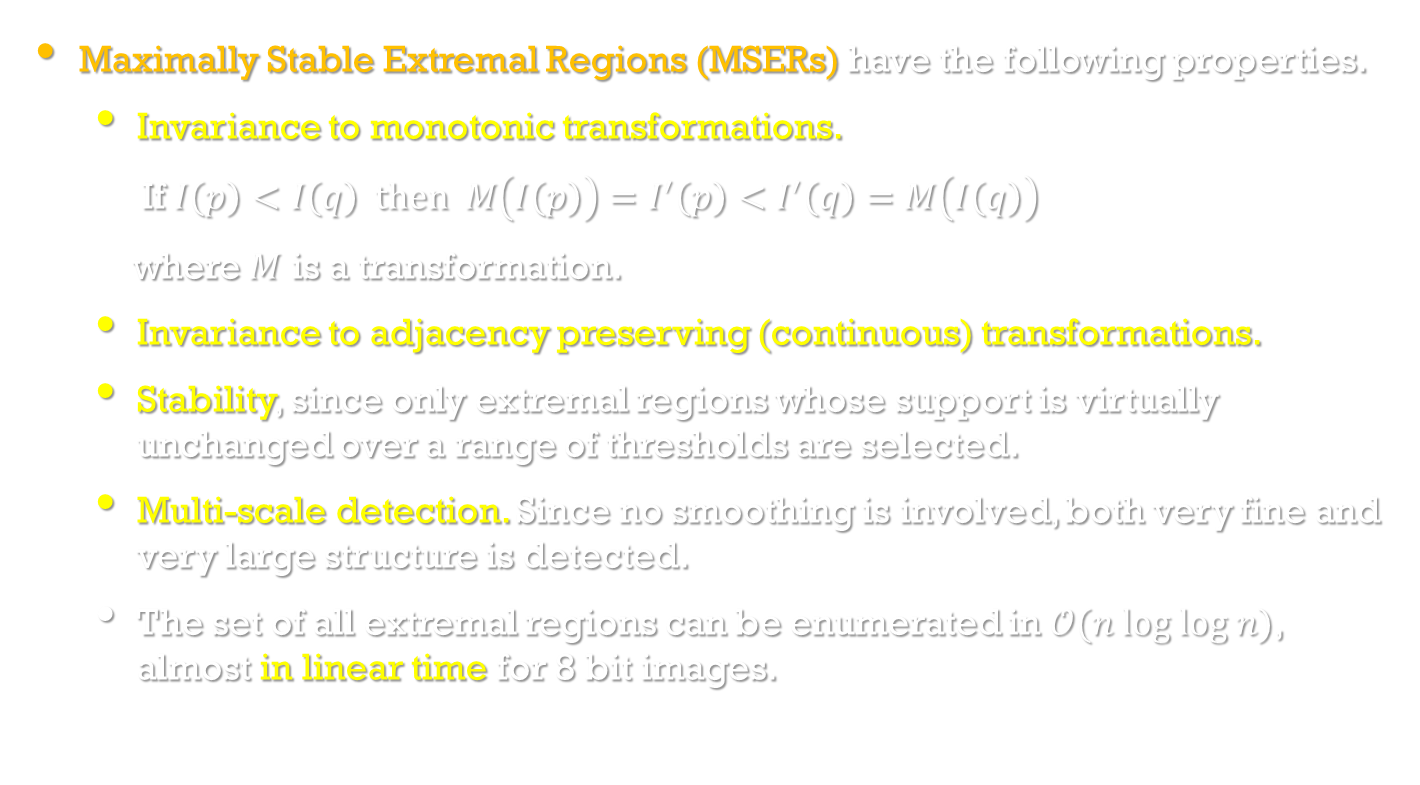 • Maximally Stable Extremal Regions (MSERs) have the following properties.
• Invariance to monotonic transformations.
If I(p) < I(q) then M(I(p)) = I′(p) < I′(q) = M(I(q))
where M is a transformation.
• Invariance to adjacency preserving (continuous) transformations.
• Stability, since only extremal regions whose support is virtually
unchanged over a range of thresholds are selected.
• Multi-scale detection. Since no smoothing is involved, both very fine and
very large structure is detected.
• The set of all extremal regions can be enumerated in 𝒪(n log log n),
almost in linear time for 8 bit images.